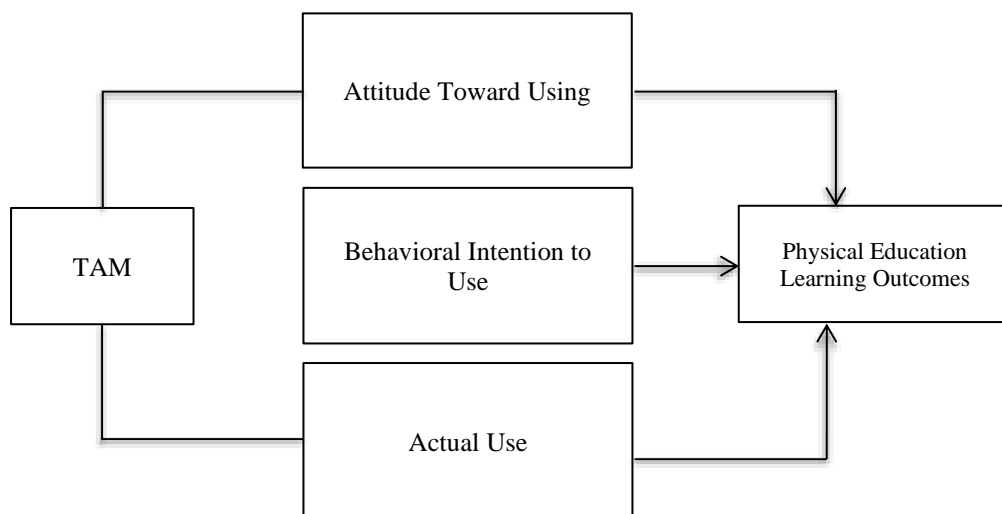 Attitude Toward Using
TAM
Behavioral Intention to
Use
Physical Education
Learning Outcomes
Actual Use